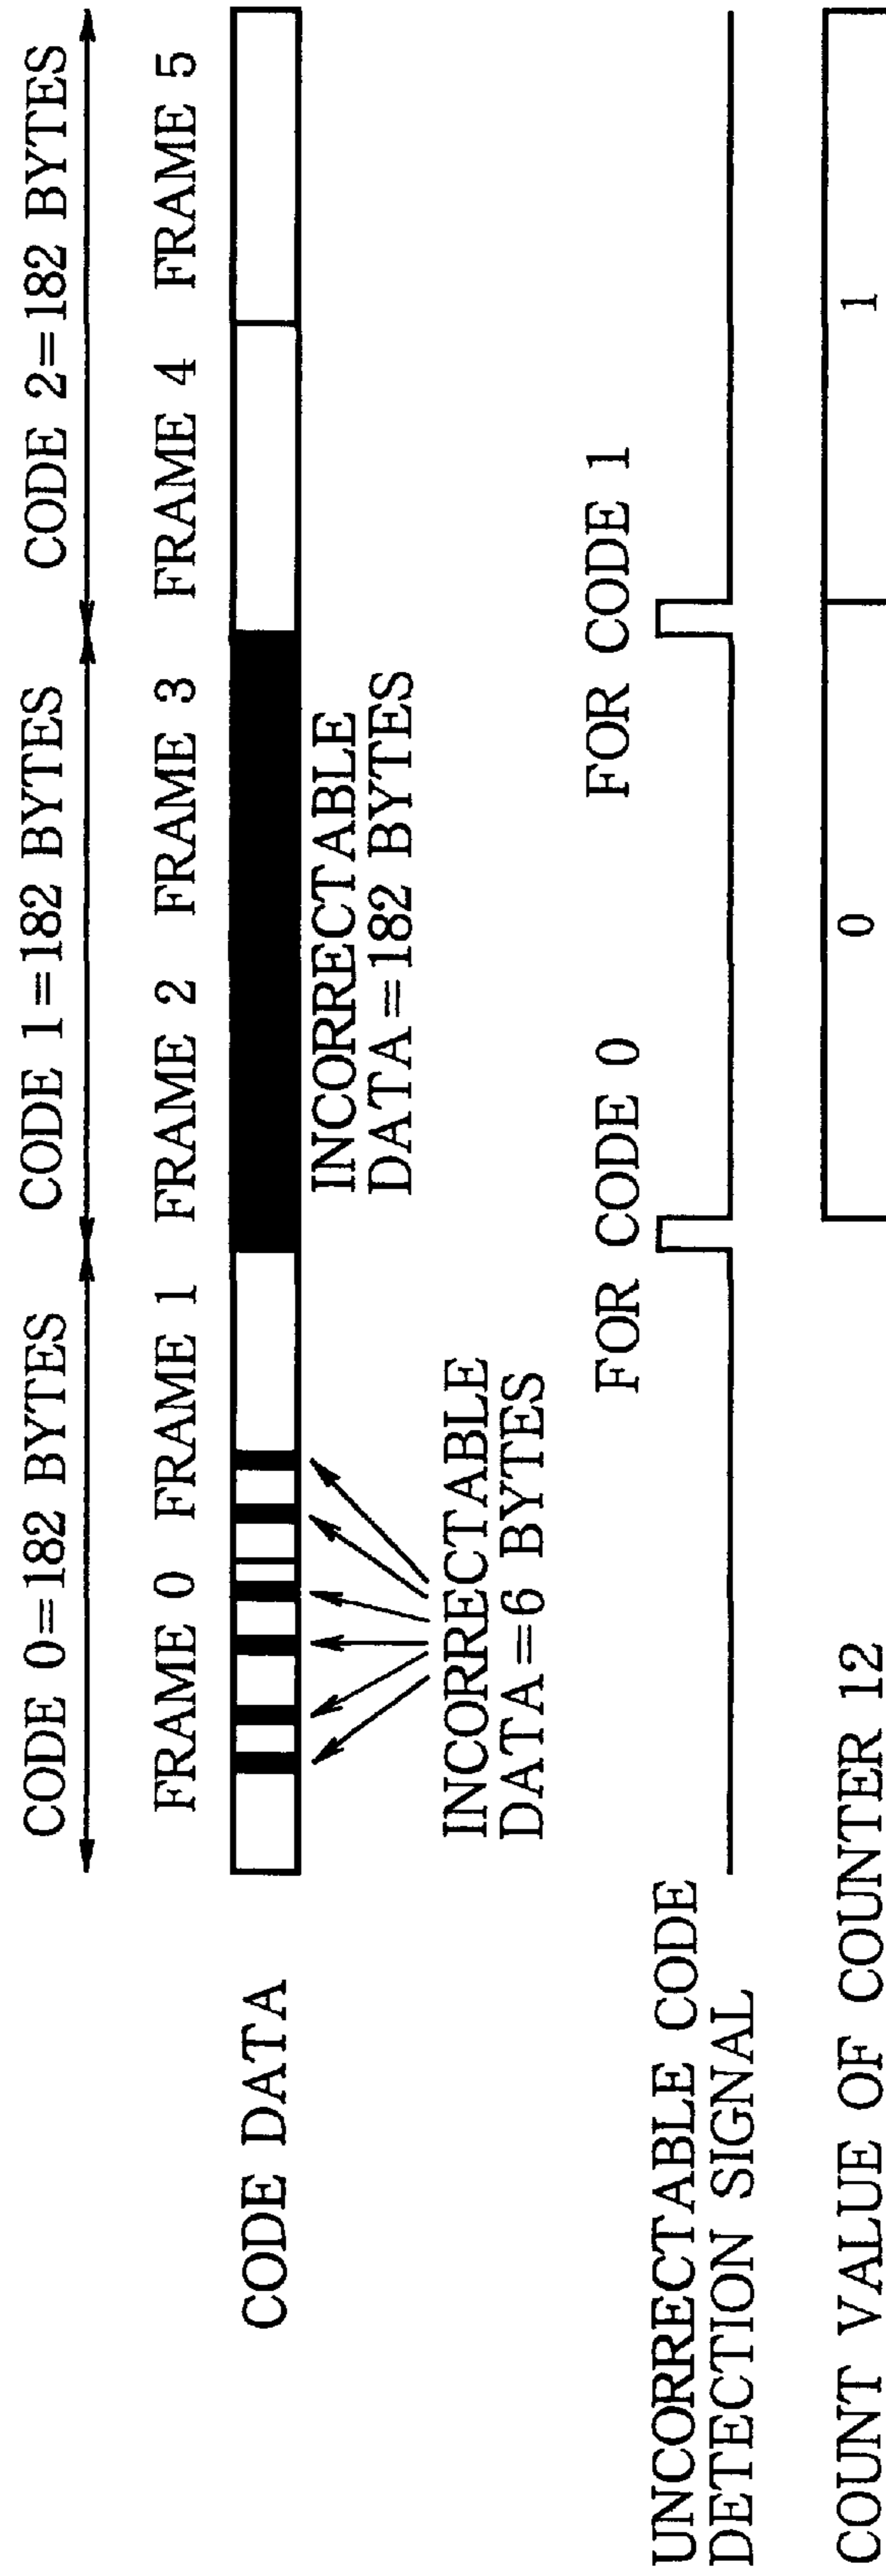 CODE 0=182 BYTES
CODE 1=182 BYTES
CODE 2=182 BYTES
FRAME 0
FRAME 1
FRAME 2
FRAME 3
FRAME 4
FRAME 5
CODE DATA
INCORRECTABLE
DATA=182 BYTES
INCORRECTABLE
DATA=6 BYTES
FOR CODE 0
FOR CODE 1
UNCORRECTABLE CODE
DETECTION SIGNAL
COUNT VALUE OF COUNTER 12
0
1